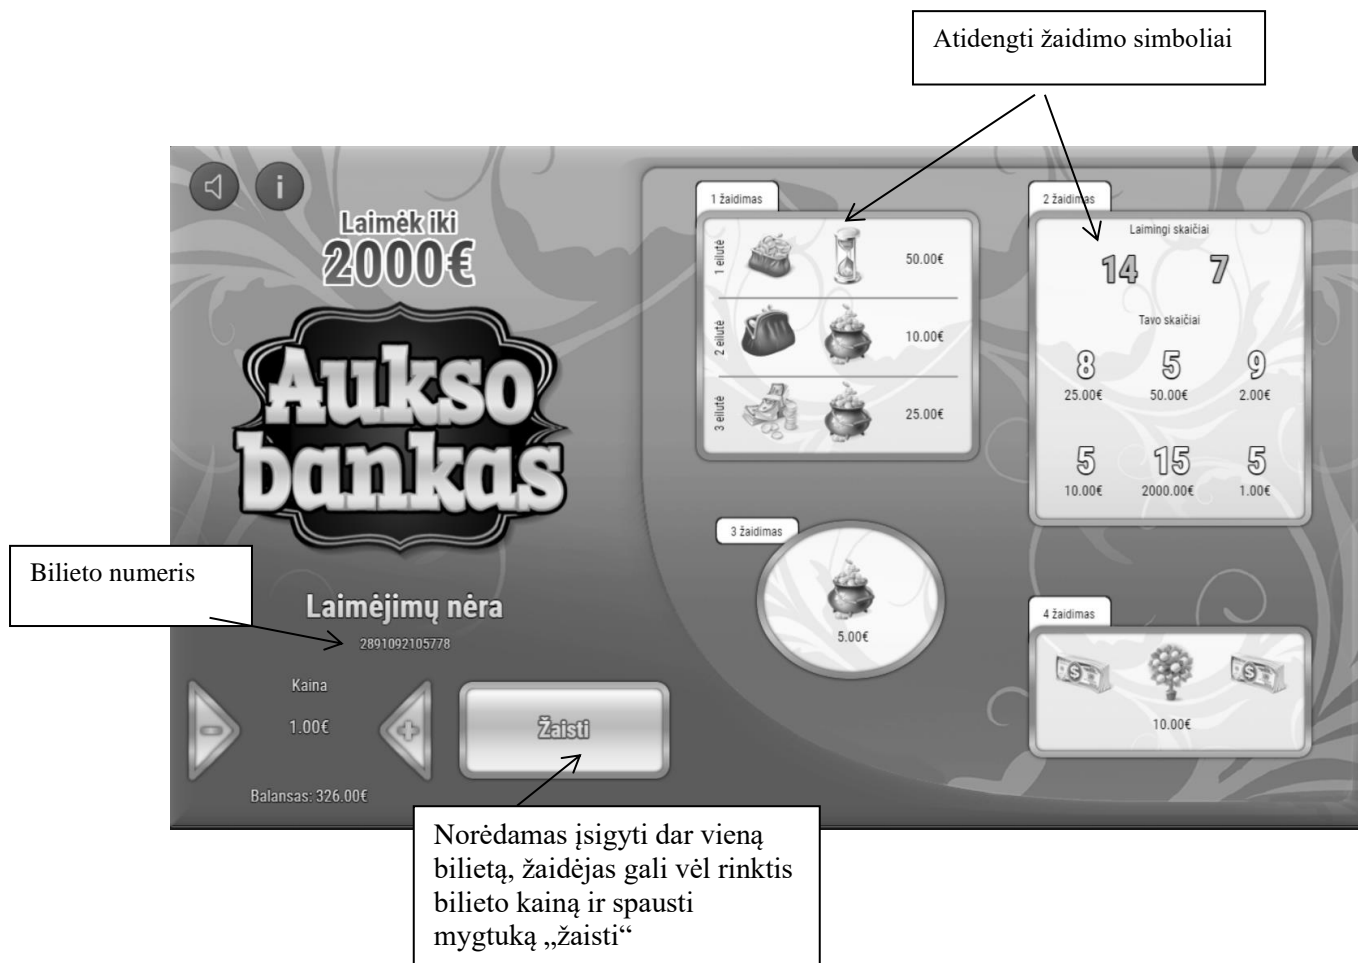 Atidengti žaidimo simboliai
i
Laimėk iki
2000€
Aukso
bankas
Laimėjimų nėra
2891092105778
Kaina
1.00€
Žaisti
Balansas: 326.00€
Bilieto numeris
Norėdamas įsigyti dar vieną
bilietą, žaidėjas gali vėl rinktis
bilieto kainą ir spausti
mygtuką „žaisti“
1 žaidimas
1 eilutė
50.00€
2 eilutė
10.00€
3 eilutė
25.00€
2 žaidimas
Laimingi skaičiai
14 7
Tavo skaičiai
8 5 9
25.00€ 50.00€ 2.00€
5 15 5
10.00€ 2000.00€ 1.00€
3 žaidimas
5.00€
4 žaidimas
10.00€